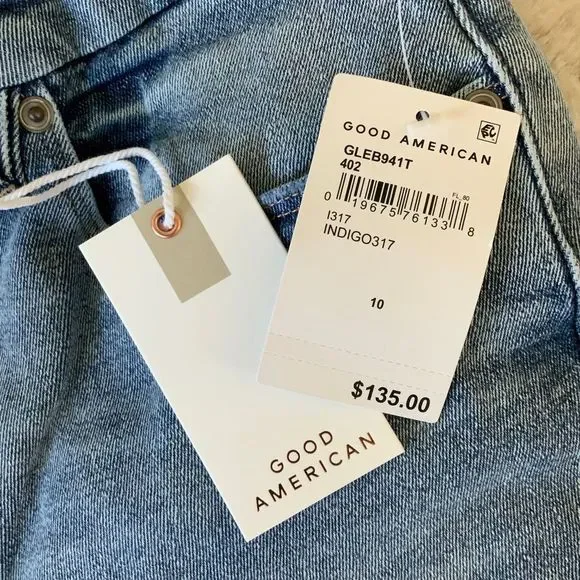 GOOD AMERICAN
GLEB941T
402
FL.80
0 19675 76133 8
I317
INDIGO317
10
$135.00
GOOD
AMERICAN